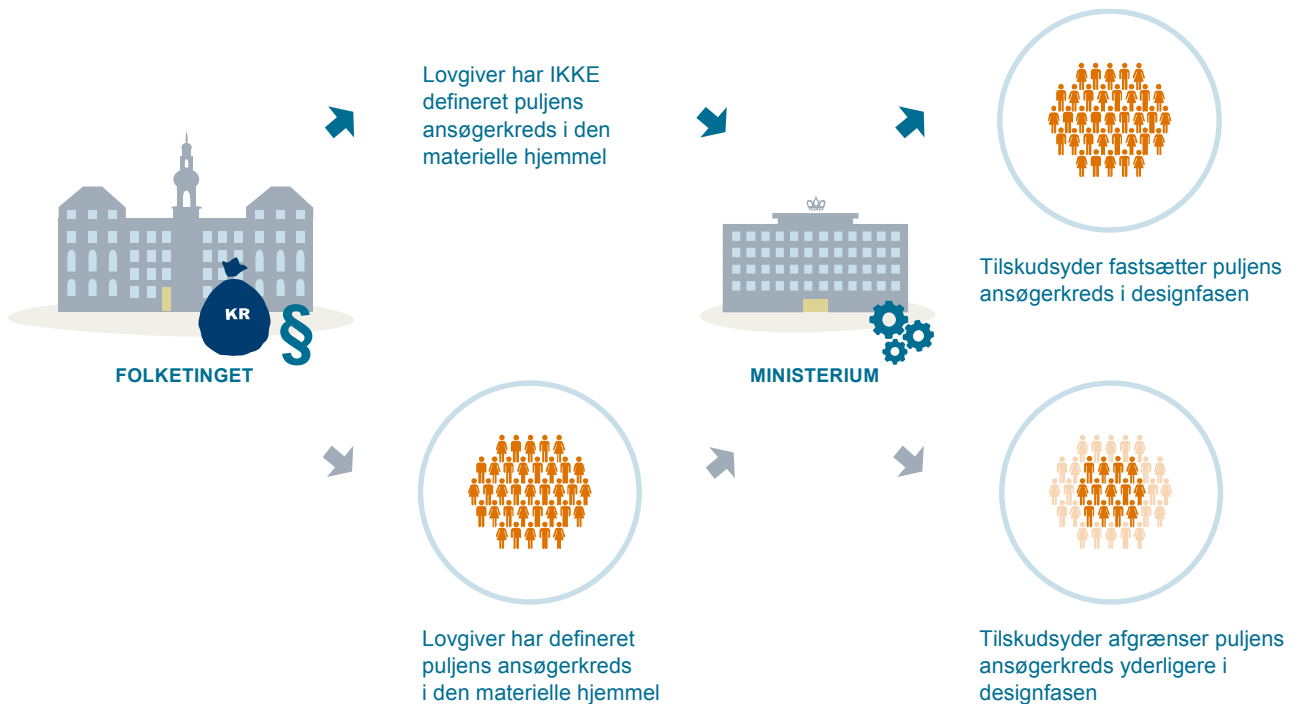 Lovgiver har IKKE
defineret puljens
ansøgerkreds i den
materielle hjemmel
Tilskudsyder fastsætter puljens
ansøgerkreds i designfasen
KR
§
FOLKETINGET
MINISTERIUM
Lovgiver har defineret
puljens ansøgerkreds
i den materielle hjemmel
Tilskudsyder afgrænser puljens
ansøgerkreds yderligere i
designfasen